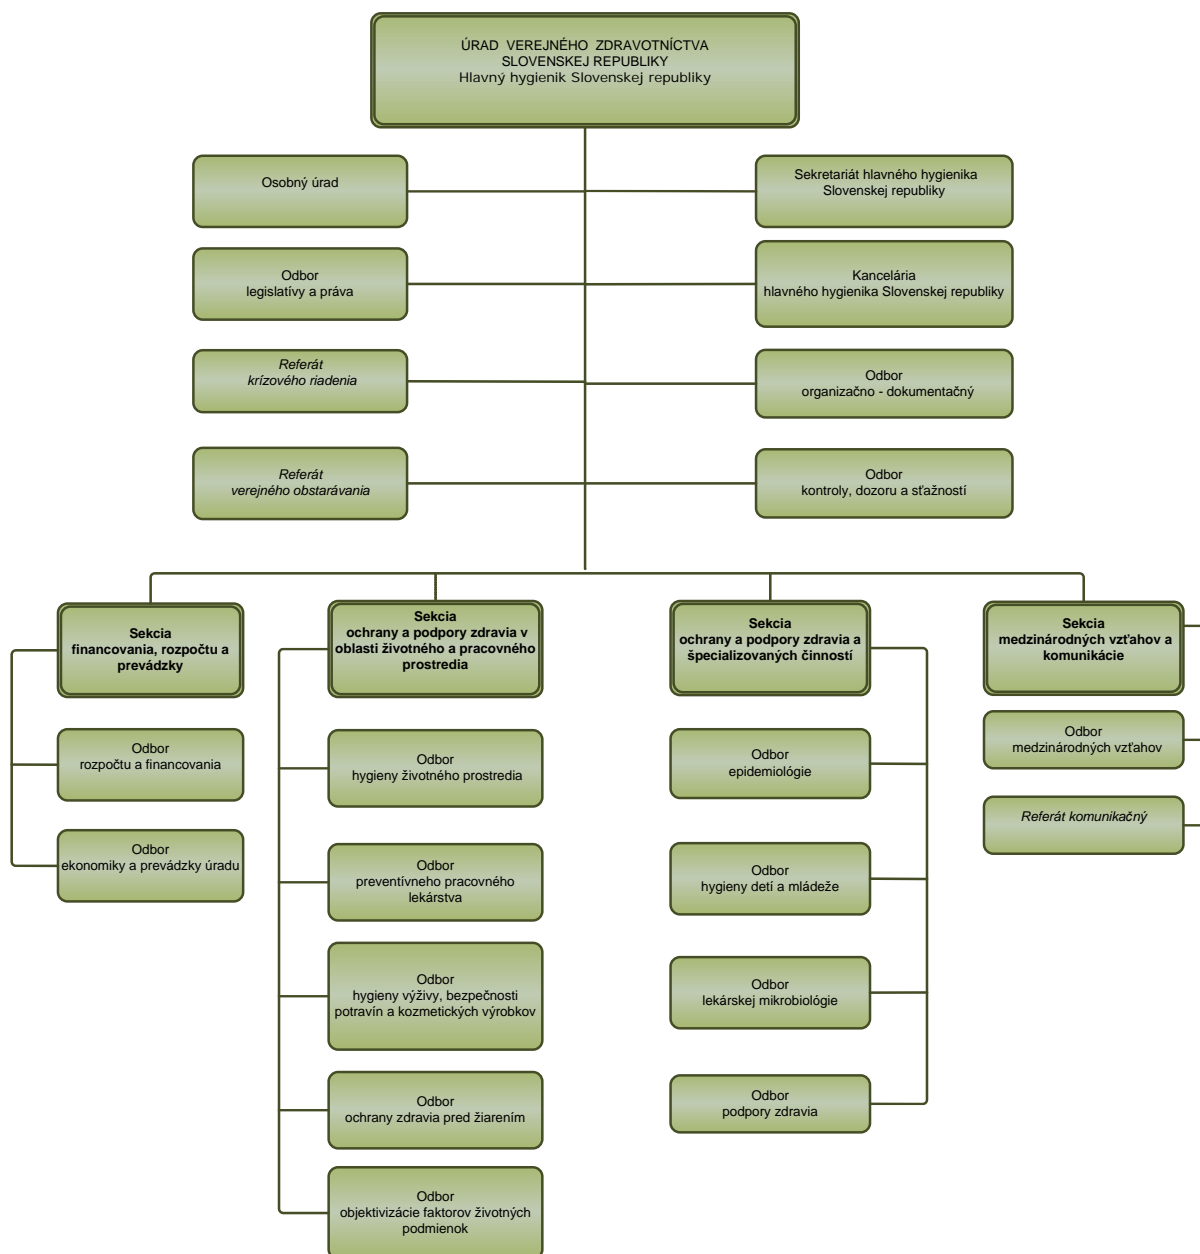 ÚRAD VEREJNÉHO ZDRAVOTNÍCTVA
SLOVENSKEJ REPUBLIKY
Hlavný hygienik Slovenskej republiky
Osobný úrad
Sekretariát hlavného hygienika
Slovenskej republiky
Odbor
legislatívy a práva
Kancelária
hlavného hygienika Slovenskej republiky
Referát
krízového riadenia
Odbor
organizačno - dokumentačný
Referát
verejného obstarávania
Odbor
kontroly, dozoru a sťažností
Sekcia
financovania, rozpočtu a
prevádzky
Odbor
rozpočtu a financovania
Odbor
ekonomiky a prevádzky úradu
Sekcia
ochrany a podpory zdravia v
oblasti životného a pracovného
prostredia
Odbor
hygieny životného prostredia
Odbor
preventívneho pracovného
lekárstva
Odbor
hygieny výživy, bezpečnosti
potravín a kozmetických výrobkov
Odbor
ochrany zdravia pred žiarením
Odbor
objektivizácie faktorov životných
podmienok
Sekcia
ochrany a podpory zdravia a
špecializovaných činností
Odbor
epidemiológie
Odbor
hygieny detí a mládeže
Odbor
lekárskej mikrobiológie
Odbor
podpory zdravia
Sekcia
medzinárodných vzťahov a
komunikácie
Odbor
medzinárodných vzťahov
Referát komunikačný